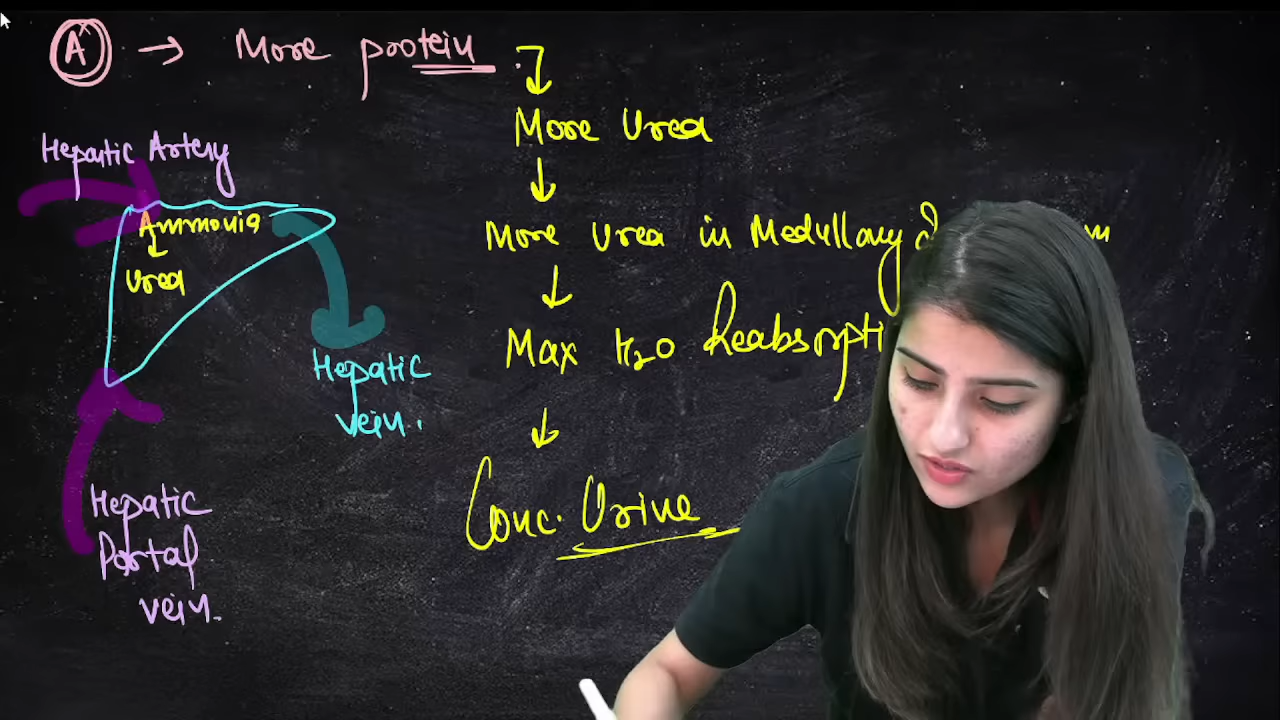 A → More protein
More Urea
Hepatic Artery
Ammonia
Urea
More Urea in Medullary
Max H2O Reabsorpti
Hepatic
vein.
Conc. Urine
Hepatic
Portal
vein.